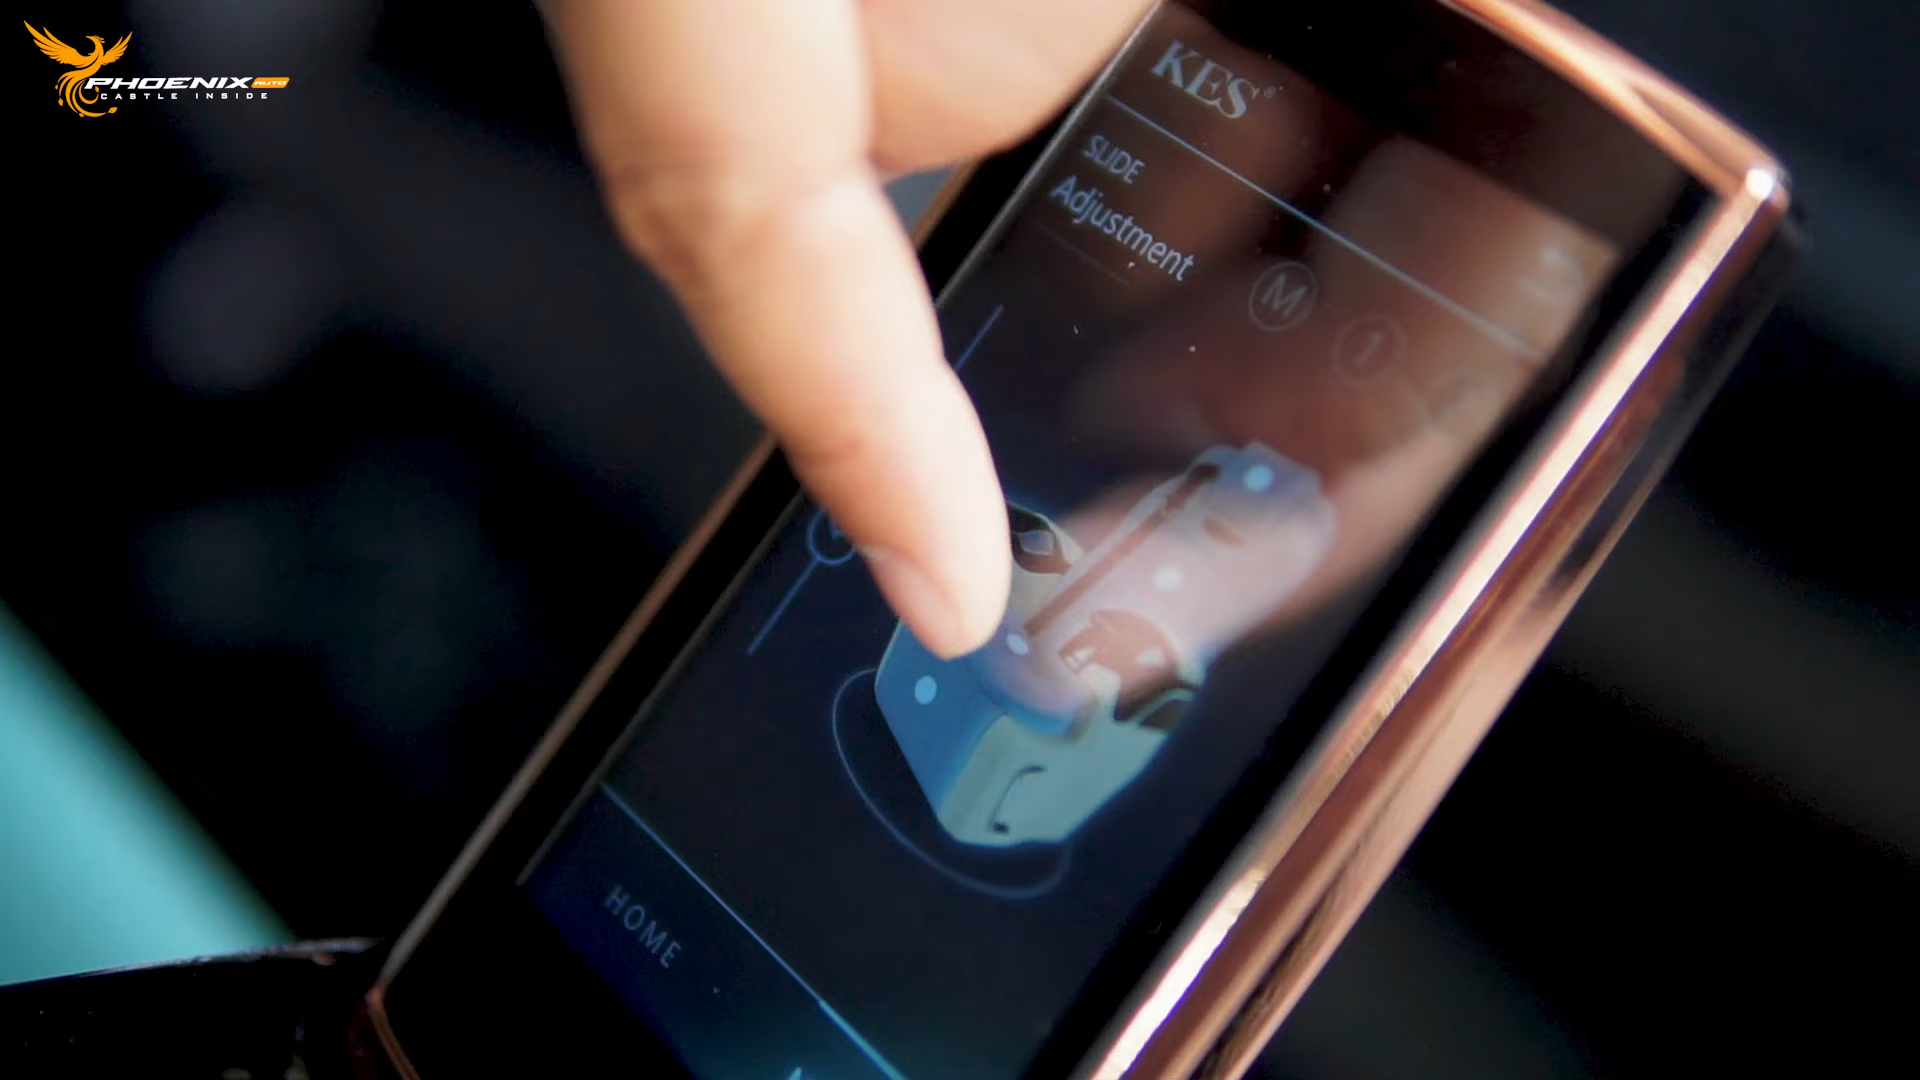 PHOENIX AUTO
CASTLE INSIDE
KES®
SLIDE
Adjustment
M
1
HOME